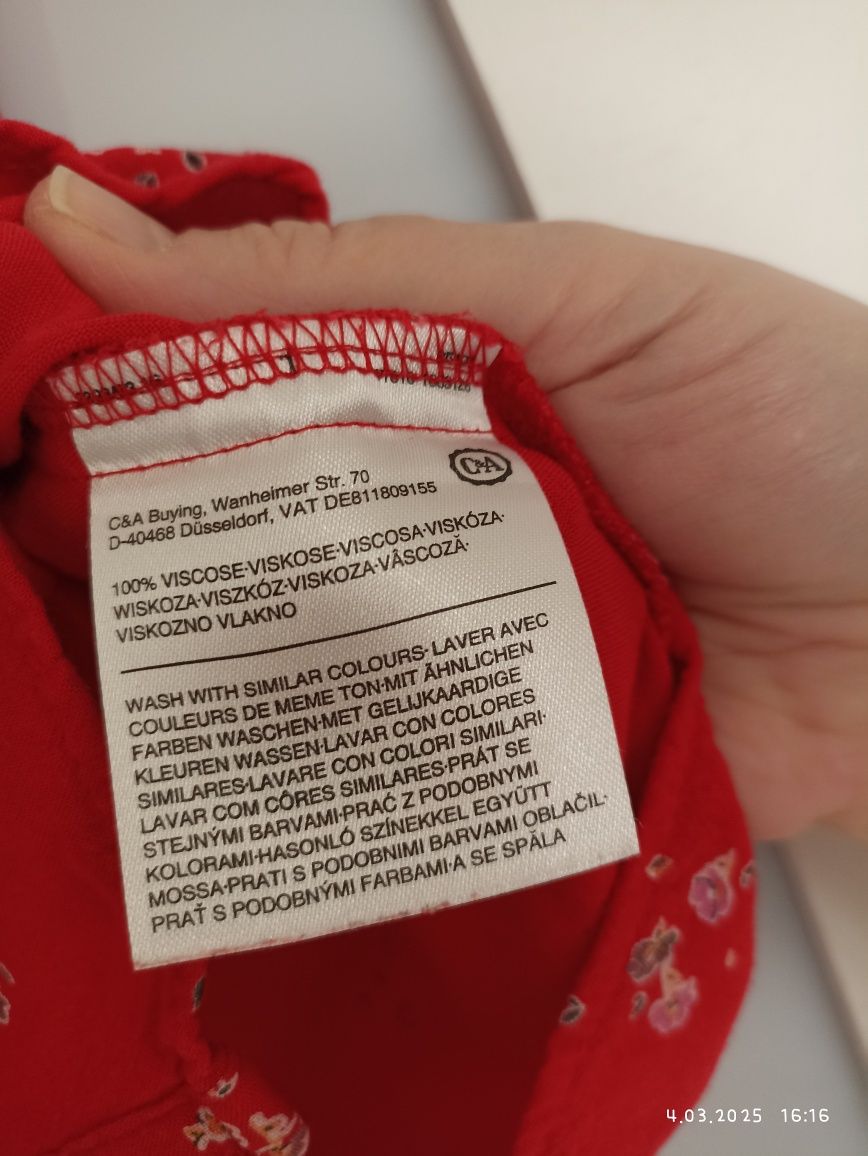 C&A
C&A Buying, Wanheimer Str. 70
D-40468 Düsseldorf, VAT DE811809155
100% VISCOSE·VISKOSE·VISCOSA·VISKÓZA·
WISKOZA·VISZKÓZ·VISKOZA·VÂSCOZĂ·
VISKOZNO VLAKNO
WASH WITH SIMILAR COLOURS·LAVER AVEC
COULEURS DE MEME TON·MIT ÄHNLICHEN
FARBEN WASCHEN·MET GELIJKAARDIGE
KLEUREN WASSEN·LAVAR CON COLORES
SIMILARES·LAVARE CON COLORI SIMILARI·
LAVAR COM CÔRES SIMILARES·PRÁT SE
STEJNÝMI BARVAMI·PRAĆ Z PODOBNYMI
KOLORAMI·HASONLÓ SZÍNEKKEL EGYÜTT
MOSSA·PRATI S PODOBNIMI BARVAMI OBLAČIL·
PRAŤ S PODOBNÝMI FARBAMI·A SE SPĂLA
4.03.2025 16:16